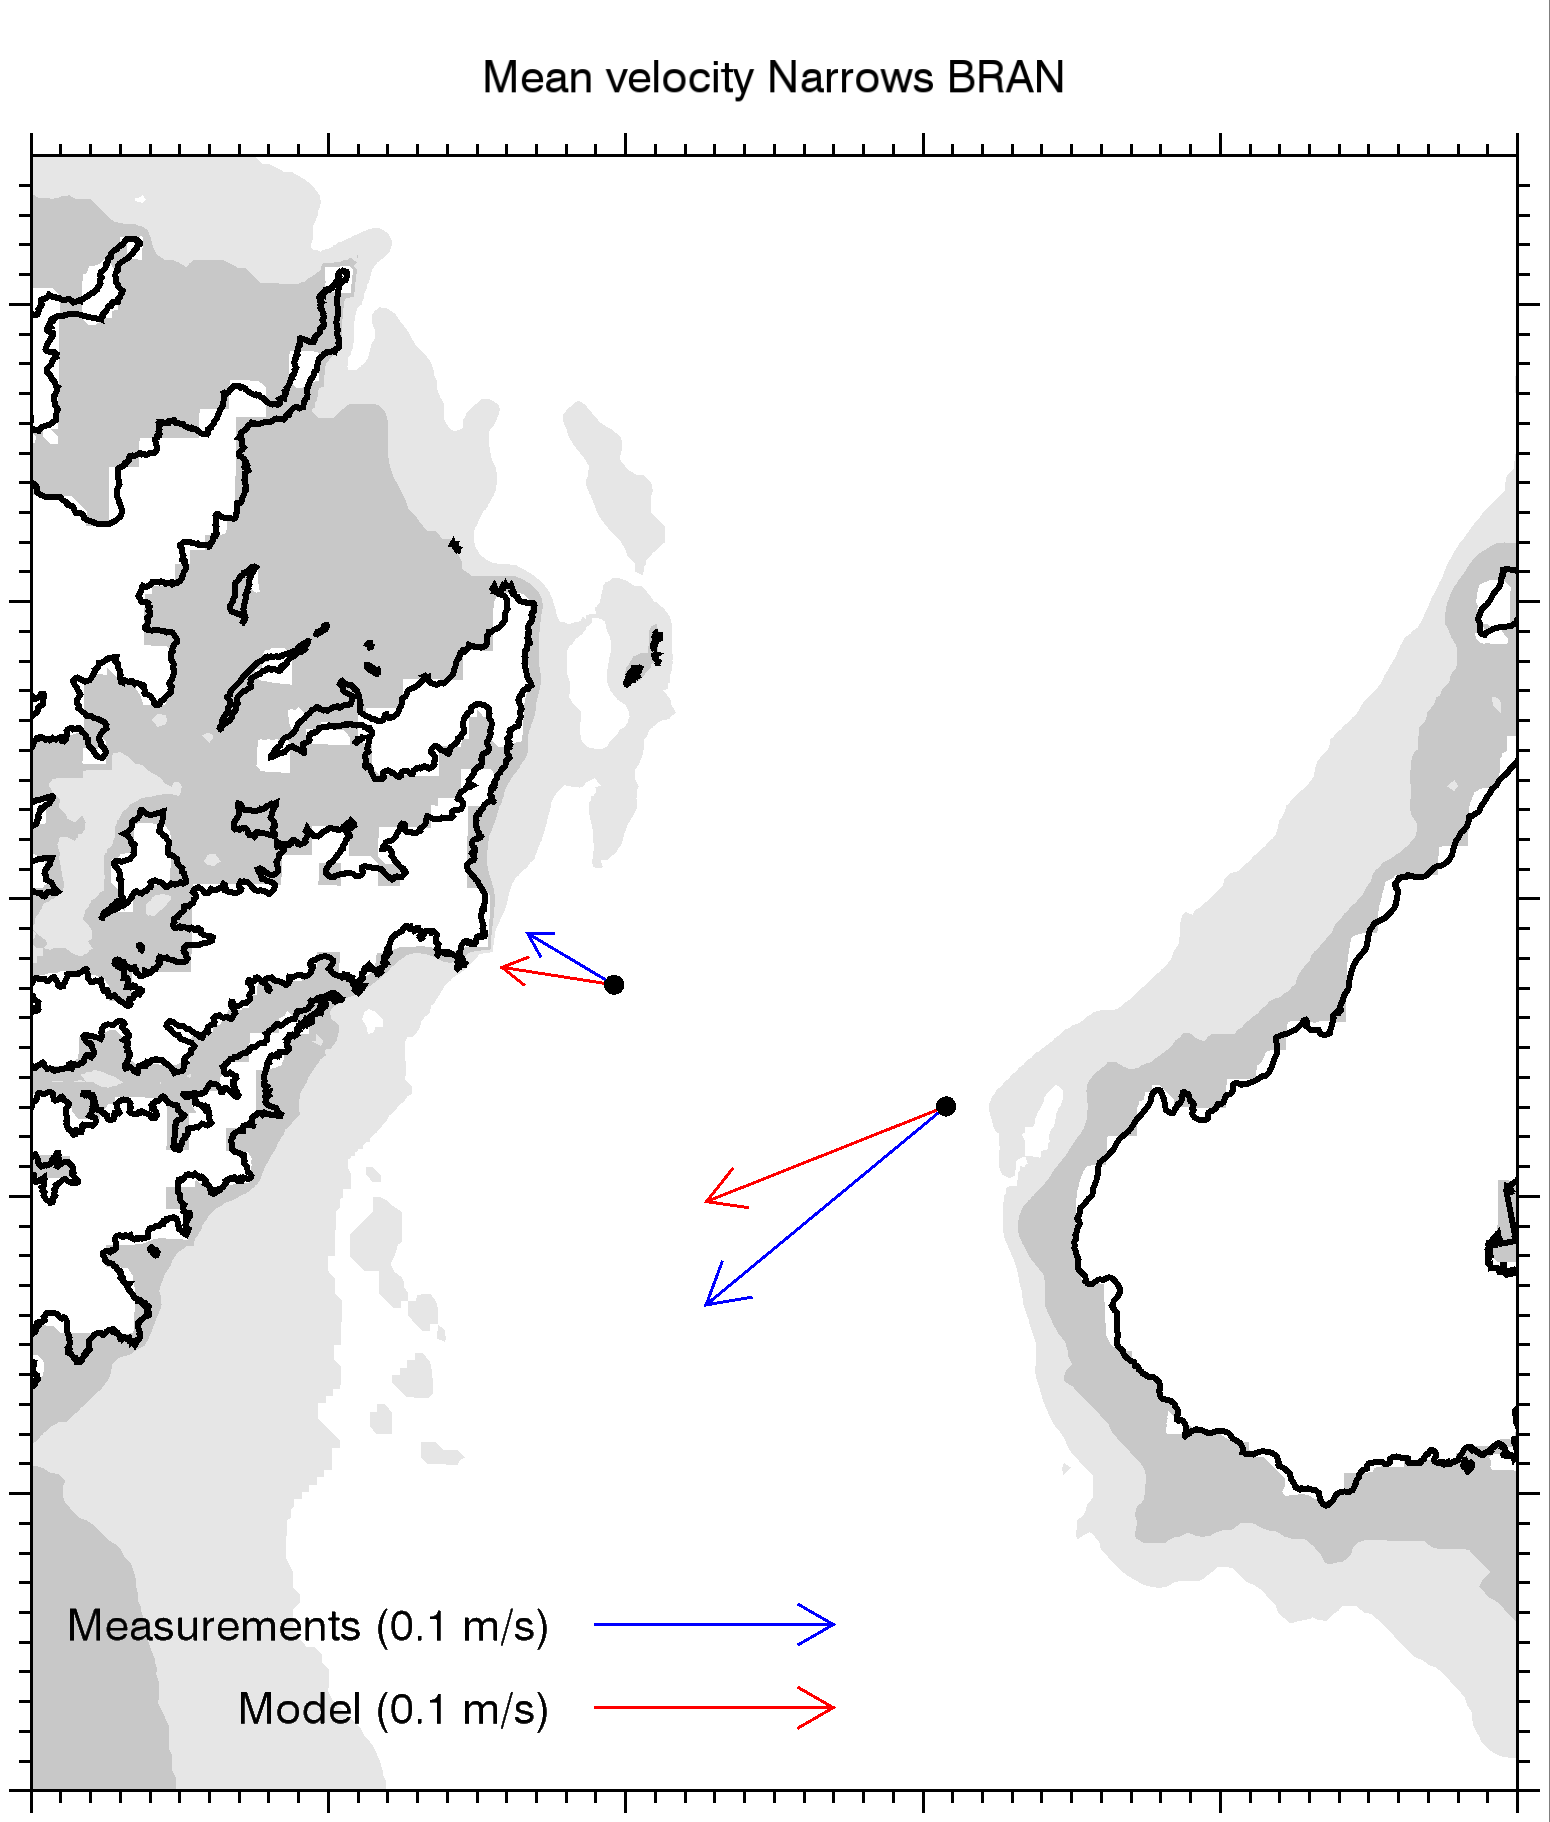 Mean velocity Narrows BRAN
Measurements (0.1 m/s)
Model (0.1 m/s)